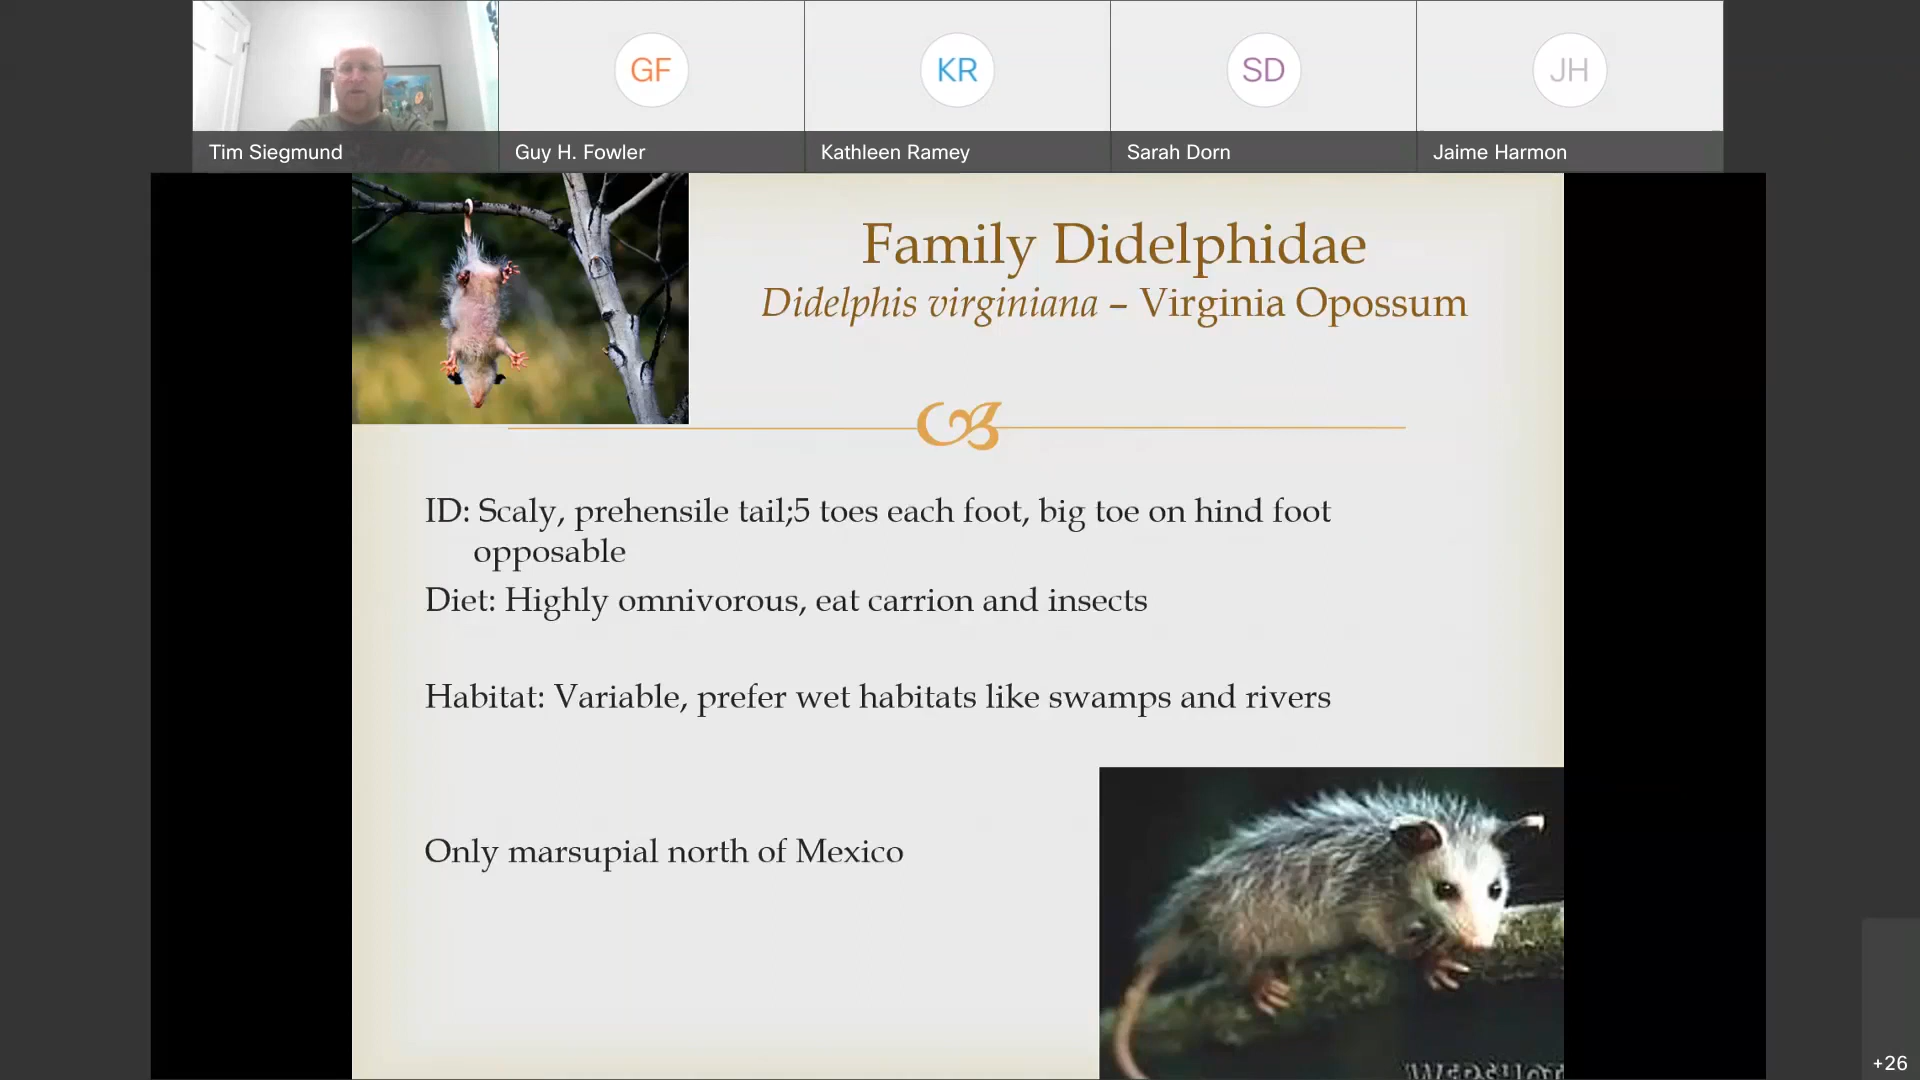 GF
KR
SD
JH
Tim Siegmund
Guy H. Fowler
Kathleen Ramey
Sarah Dorn
Jaime Harmon
Family Didelphidae
Didelphis virginiana – Virginia Opossum
ID: Scaly, prehensile tail;5 toes each foot, big toe on hind foot
opposable
Diet: Highly omnivorous, eat carrion and insects
Habitat: Variable, prefer wet habitats like swamps and rivers
Only marsupial north of Mexico
+26